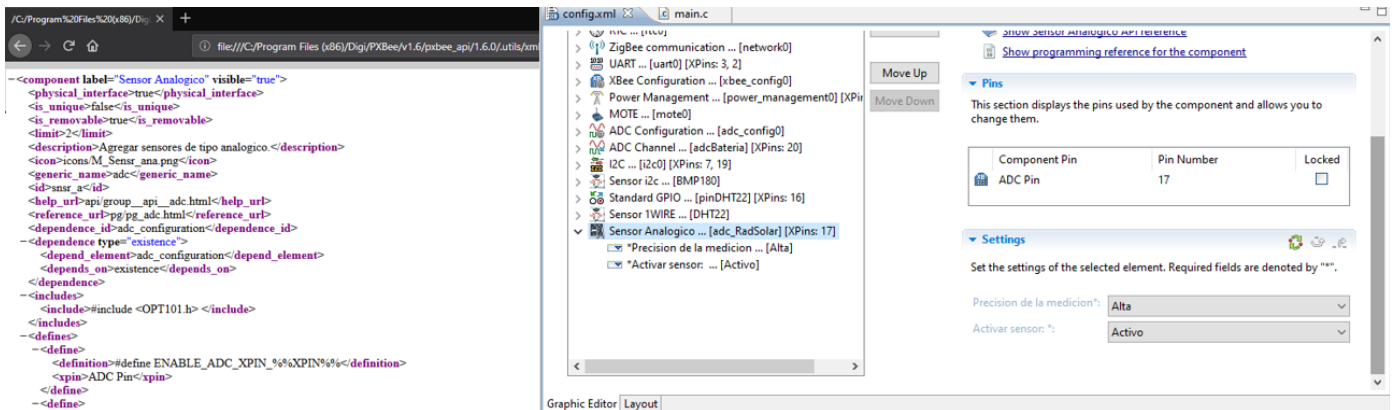 /C:/Program%20Files%20(x86)/Digi
file:///C:/Program Files (x86)/Digi/PXBee/v1.6/pxbee_api/1.6.0/.utils/xml
−<component label="Sensor Analogico" visible="true">
<physical_interface>true</physical_interface>
<is_unique>false</is_unique>
<is_removable>true</is_removable>
<limit>2</limit>
<description>Agregar sensores de tipo analogico.</description>
<icon>icons/M_Sensr_ana.png</icon>
<generic_name>adc</generic_name>
<id>snsr_a</id>
<help_url>api/group__api__adc.html</help_url>
<reference_url>pg/pg_adc.html</reference_url>
<dependence_id>adc_configuration</dependence_id>
−<dependence type="existence">
<depend_element>adc_configuration</depend_element>
<depends_on>existence</depends_on>
</dependence>
−<includes>
<include>#include <OPT101.h> </include>
</includes>
−<defines>
−<define>
<definition>#define ENABLE_ADC_XPIN_%%XPIN%%</definition>
<xpin>ADC Pin</xpin>
</define>
−<define>
config.xml
main.c
RTC ... [rtc0]
ZigBee communication ... [network0]
UART ... [uart0] [XPins: 3, 2]
XBee Configuration ... [xbee_config0]
Power Management ... [power_management0] [XPin
MOTE ... [mote0]
ADC Configuration ... [adc_config0]
ADC Channel ... [adcBateria] [XPins: 20]
I2C ... [i2c0] [XPins: 7, 19]
Sensor i2c ... [BMP180]
Standard GPIO ... [pinDHT22] [XPins: 16]
Sensor 1WIRE ... [DHT22]
Sensor Analogico ... [adc_RadSolar] [XPins: 17]
*Precision de la medicion ... [Alta]
*Activar sensor: ... [Activo]
Move Up
Move Down
Show Sensor Analogico API reference
Show programming reference for the component
Pins
This section displays the pins used by the component and allows you to
change them.
Component Pin Pin Number Locked
ADC Pin 17
Settings
Set the settings of the selected element. Required fields are denoted by "*".
Precision de la medicion*: Alta
Activar sensor: *: Activo
Graphic Editor Layout